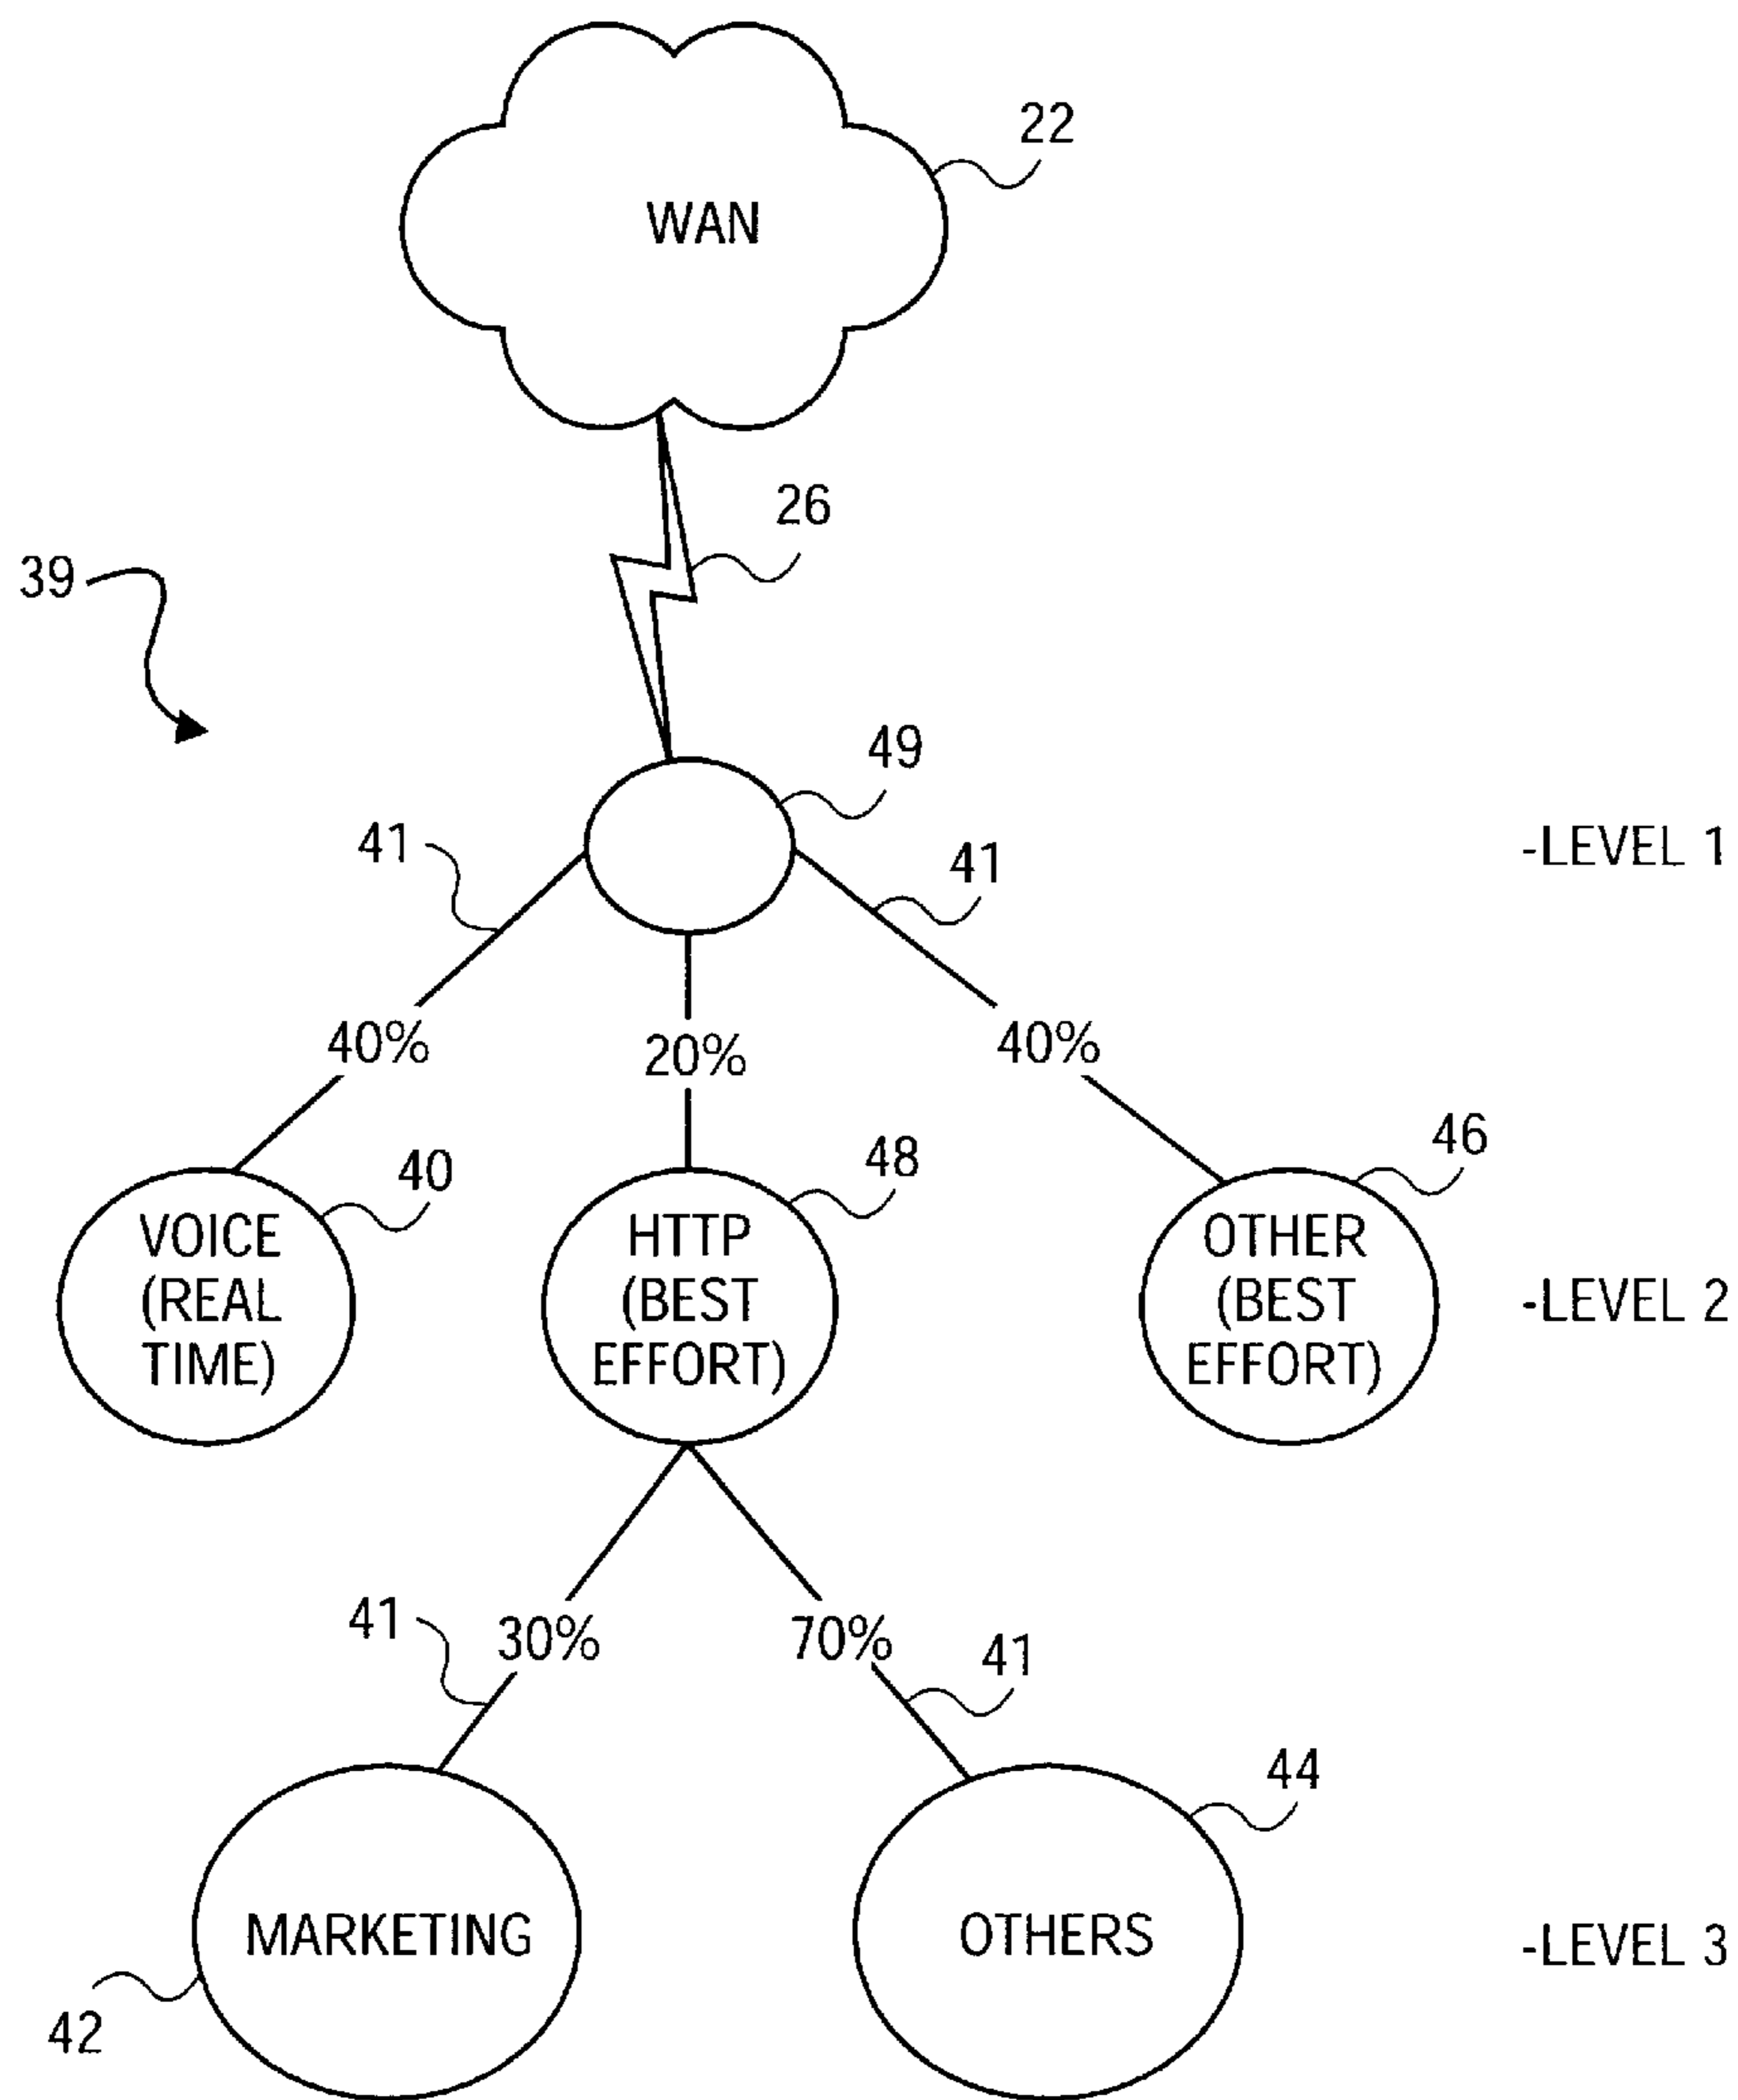 22
WAN
26
39
49
41
41
-LEVEL 1
40%
20%
40%
40
48
46
VOICE
(REAL
TIME)
HTTP
(BEST
EFFORT)
OTHER
(BEST
EFFORT)
-LEVEL 2
41
30%
70%
41
44
MARKETING
OTHERS
-LEVEL 3
42